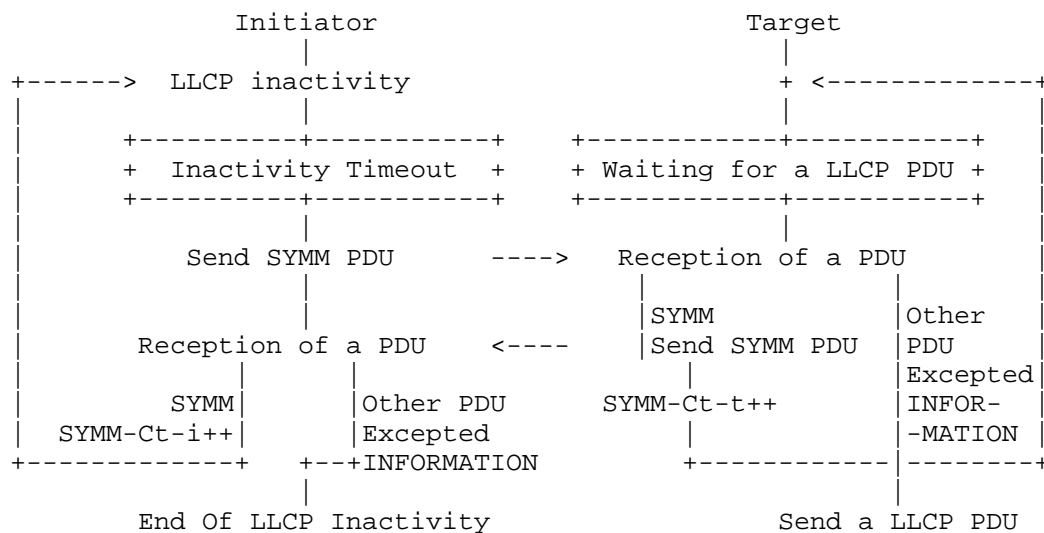 Initiator Target
LLCP inactivity
Inactivity Timeout Waiting for a LLCP PDU
Send SYMM PDU Reception of a PDU
SYMM Other
Reception of a PDU Send SYMM PDU PDU
Excepted
SYMM Other PDU SYMM-Ct-t++ INFOR-
SYMM-Ct-i++ Excepted -MATION
INFORMATION
End Of LLCP Inactivity Send a LLCP PDU